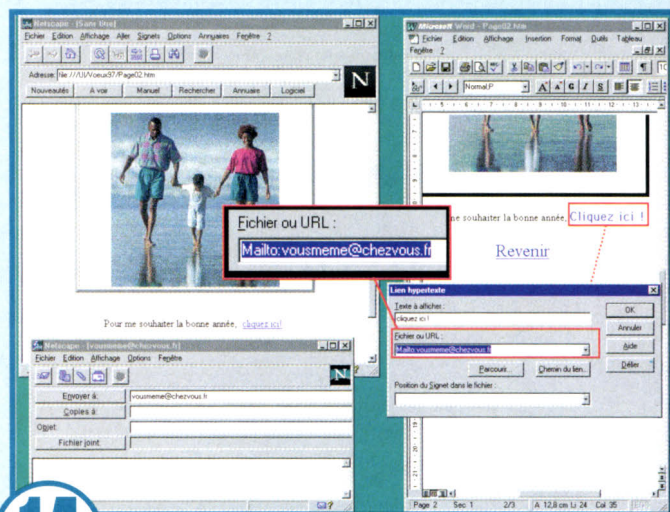 Netscape - [Sans titre]
Fichier Edition Affichage Aller Signets Options Annuaires Fenêtre ?
Adresse: file:///U|/Voeux97/Page02.htm
Nouveautés A voir Manuel Rechercher Annuaire Logiciel
N
Pour me souhaiter la bonne année, cliquez ici!
Microsoft Word - Page02.htm
Fichier Edition Affichage Insertion Format Outils Tableau
Fenêtre ?
Normal,P
A A G I S
me souhaiter la bonne année, Cliquez ici !
Revenir
Fichier ou URL :
Mailto:vousmeme@chezvous.fr
Lien hypertexte
Texte à afficher :
cliquez ici !
Fichier ou URL :
Mailto:vousmeme@chezvous.fr
Parcourir... Chemin du lien...
Position du Signet dans le fichier :
OK
Annuler
Aide
Délier
Page 2 Sec 1 2/3 A 12,8 cm Li 24 Col 35
Netscape - [vousmeme@chezvous.fr]
Fichier Edition Affichage Options Fenêtre
N
Envoyer à: vousmeme@chezvous.fr
Copies à:
Objet:
Fichier joint: